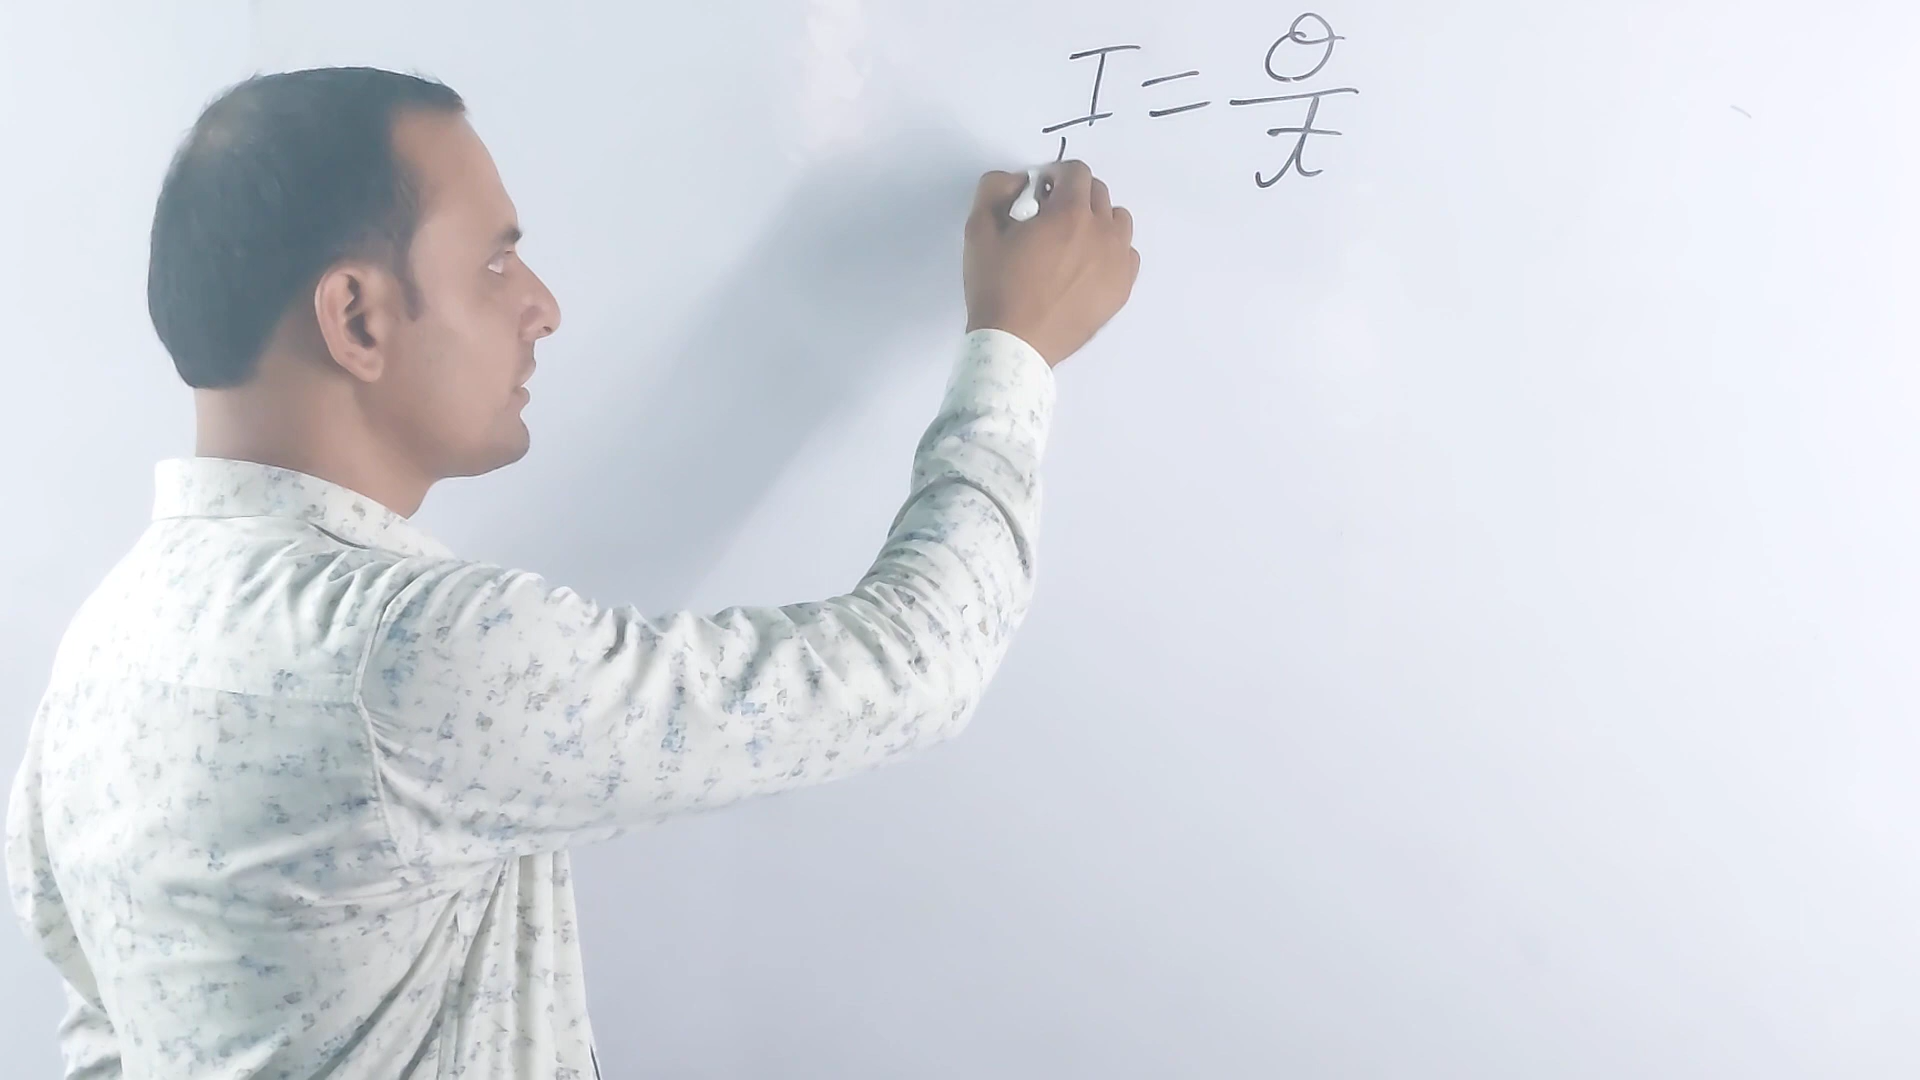 I = Q/t